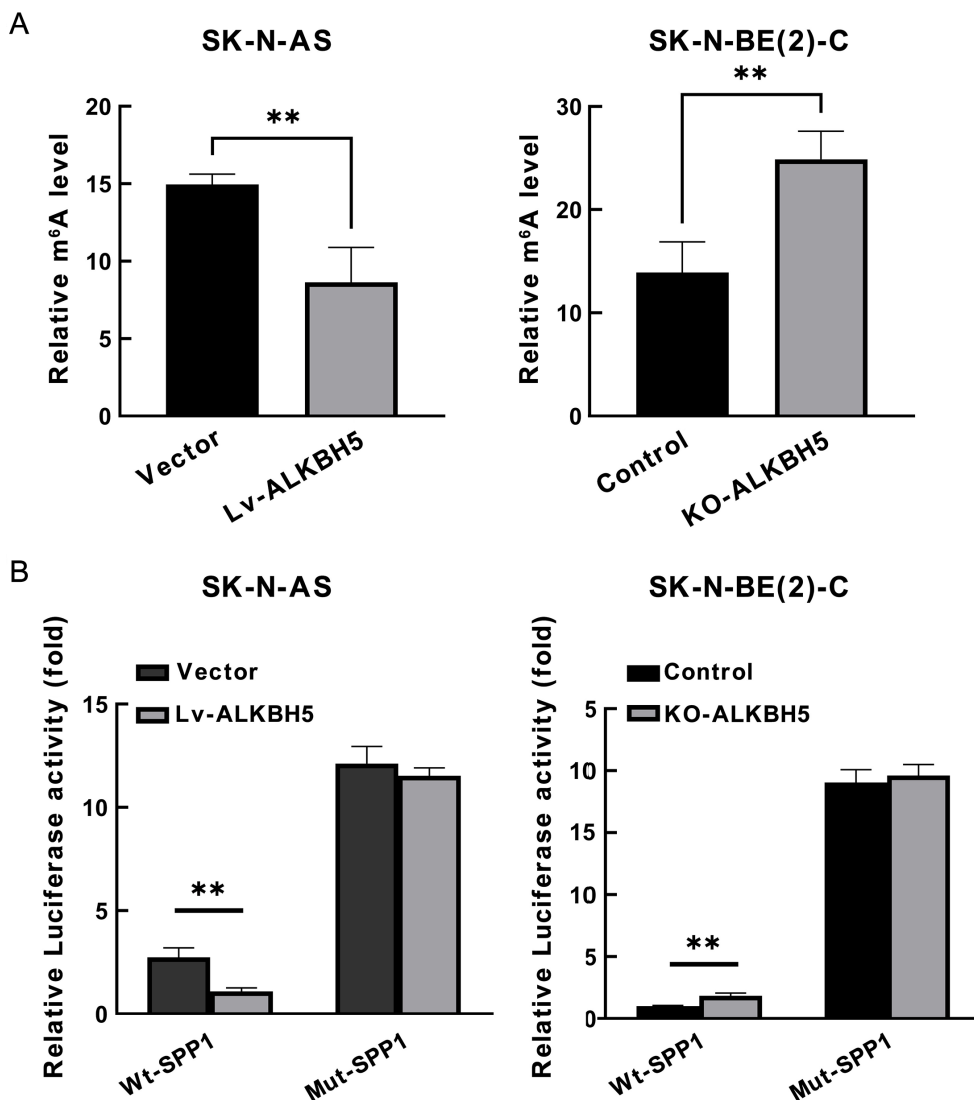 A
SK-N-AS
SK-N-BE(2)-C
Relative m⁶A level
20
15
10
5
0
**
Vector
Lv-ALKBH5
Relative m⁶A level
30
20
10
0
**
Control
KO-ALKBH5
B
SK-N-AS
SK-N-BE(2)-C
Relative Luciferase activity (fold)
Vector
Lv-ALKBH5
15
10
5
0
**
Wt-SPP1
Mut-SPP1
Relative Luciferase activity (fold)
Control
KO-ALKBH5
5
10
15
10
5
0
**
Wt-SPP1
Mut-SPP1